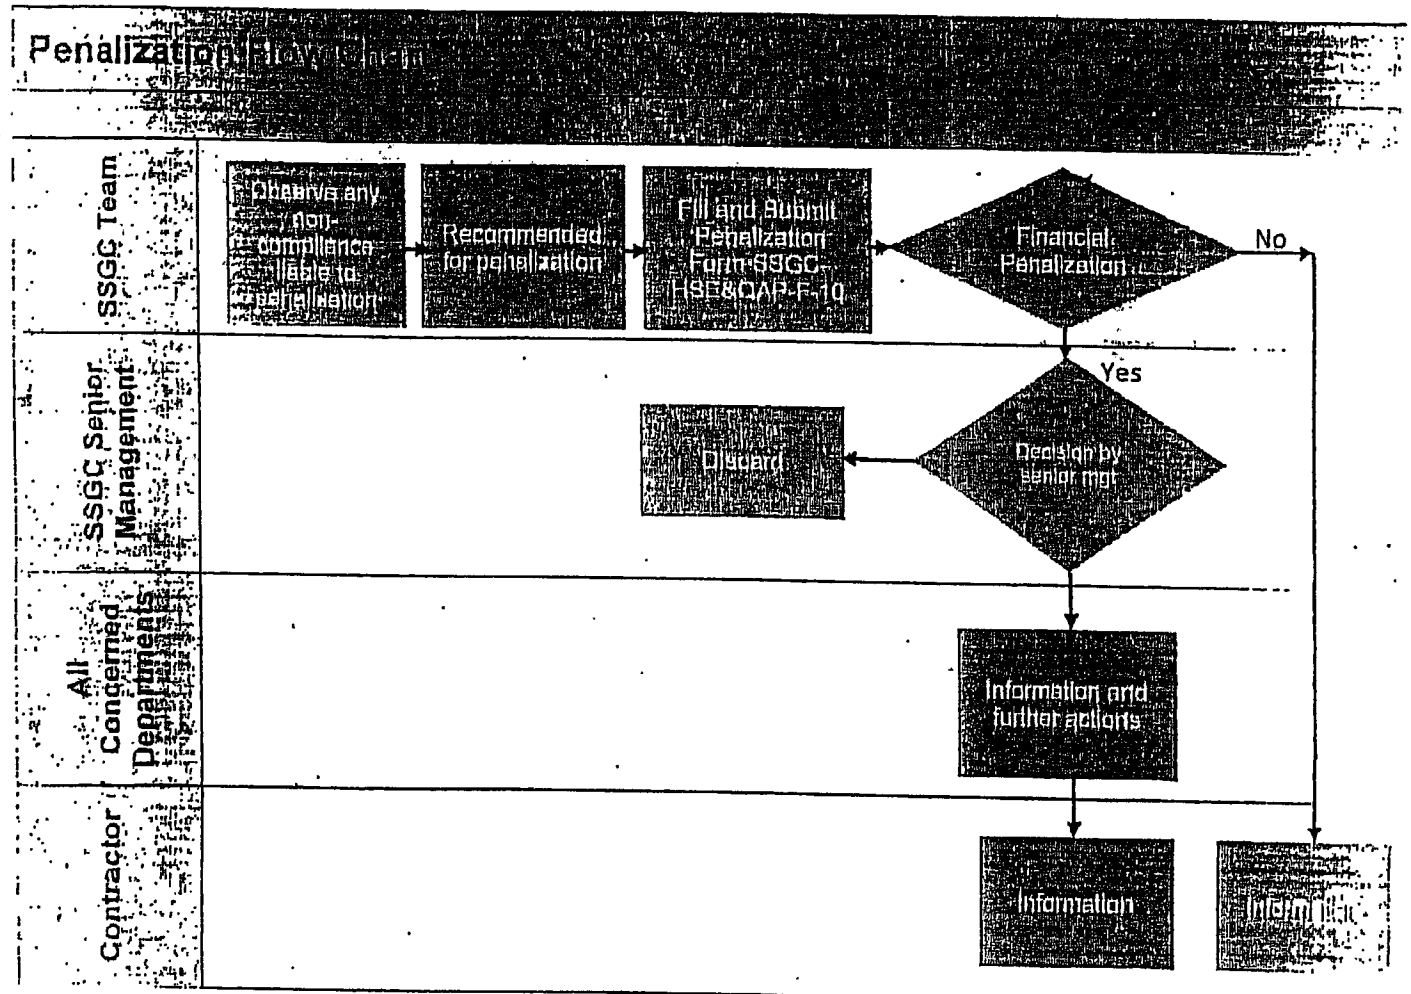 Penalization Flow Chart
SSGC Team
Observe any
non-
compliance
liable to
penalization
Recommended
for penalization
Fill and Submit
Penalization
Form-SSGC-
HSE&QAP-F-10
Financial
Penalization
No
SSGC Senior
Management
Yes
Discard
Decision by
senior mgt
All
Concerned
Departments
Information and
further actions
Contractor
Information